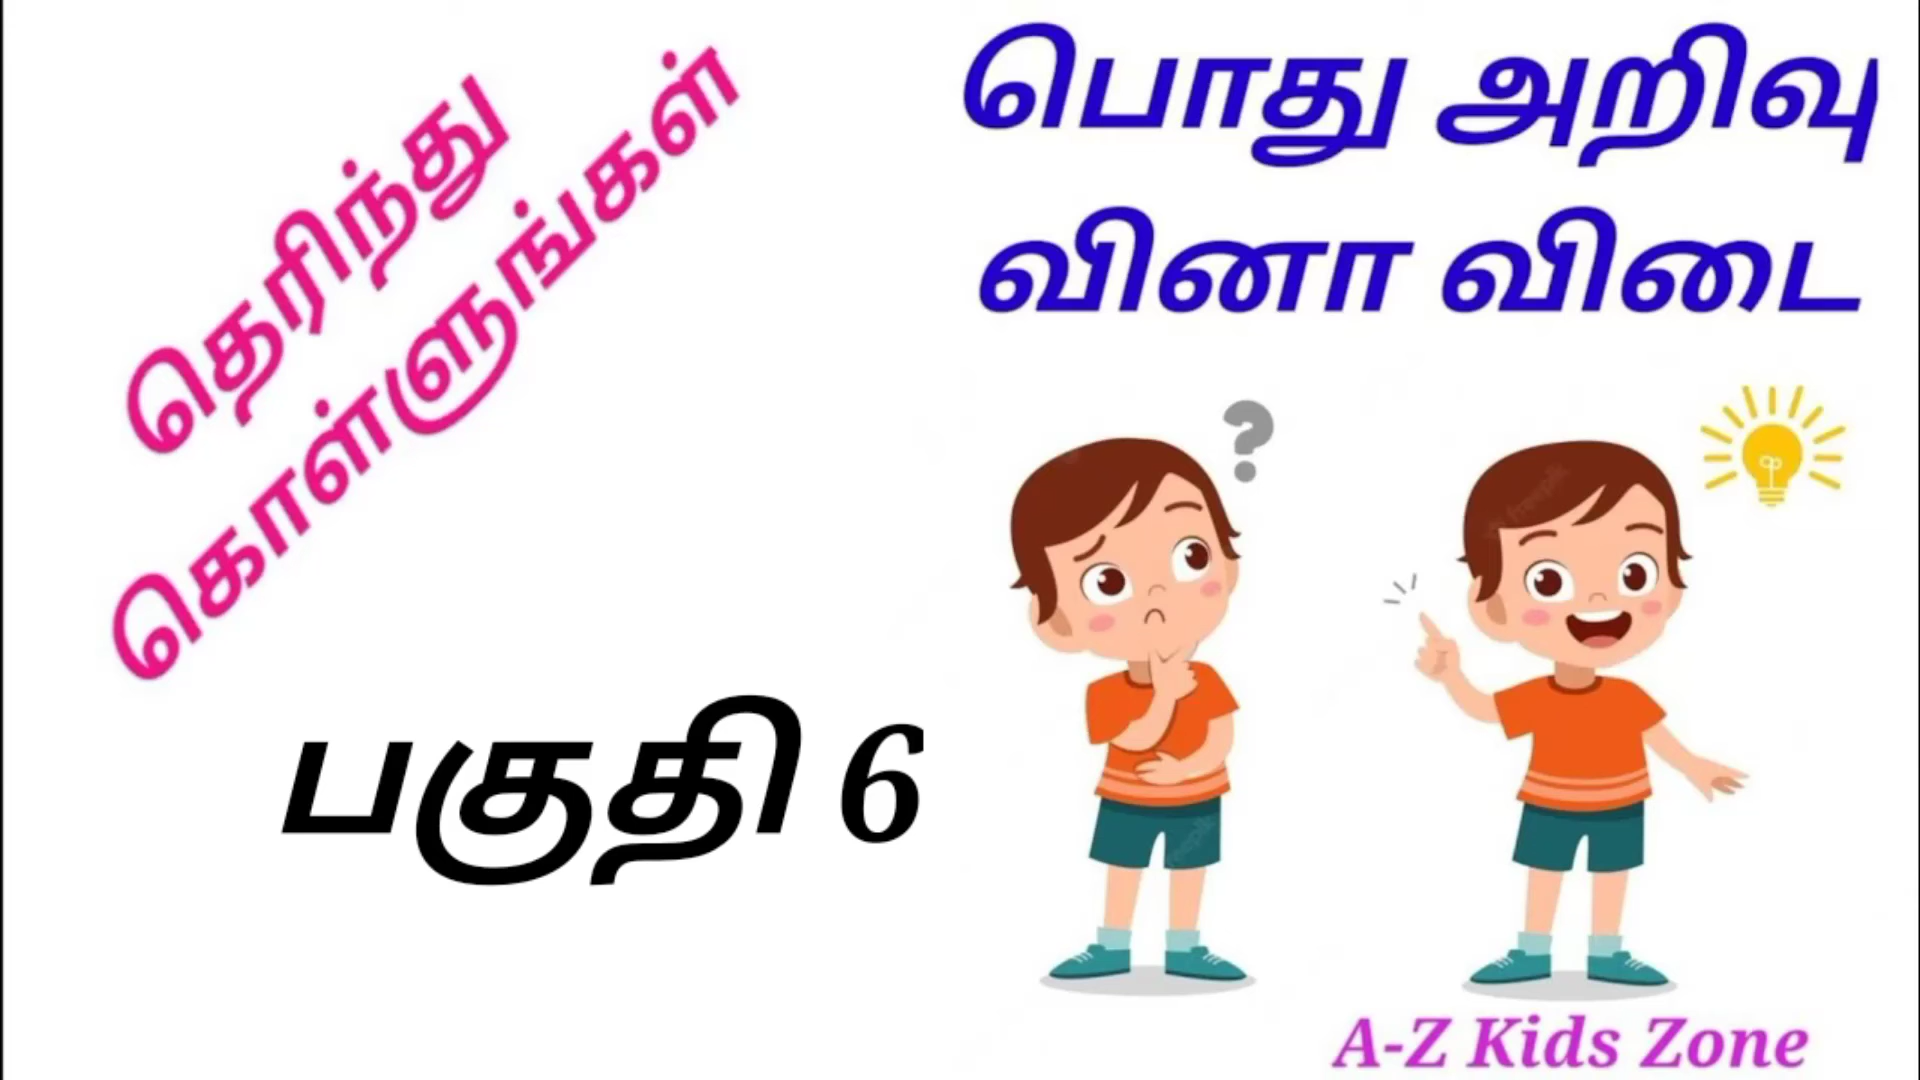 தெரிந்து
கொள்ளுங்கள்
பொது அறிவு
வினா விடை
?
பகுதி 6
A-Z Kids Zone